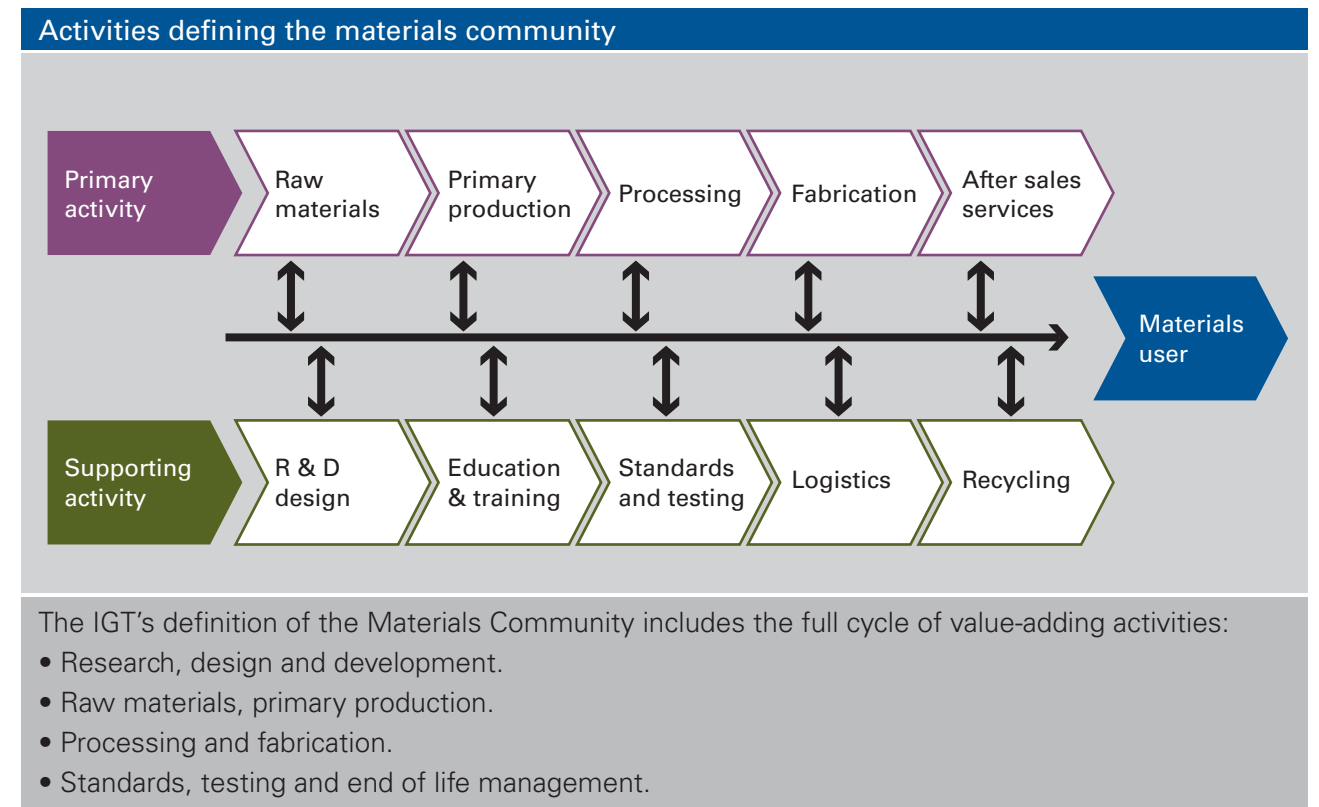 Activities defining the materials community
Primary
activity
Raw
materials
Primary
production
Processing
Fabrication
After sales
services
Materials
user
Supporting
activity
R & D
design
Education
& training
Standards
and testing
Logistics
Recycling
The IGT’s definition of the Materials Community includes the full cycle of value-adding activities:
• Research, design and development.
• Raw materials, primary production.
• Processing and fabrication.
• Standards, testing and end of life management.